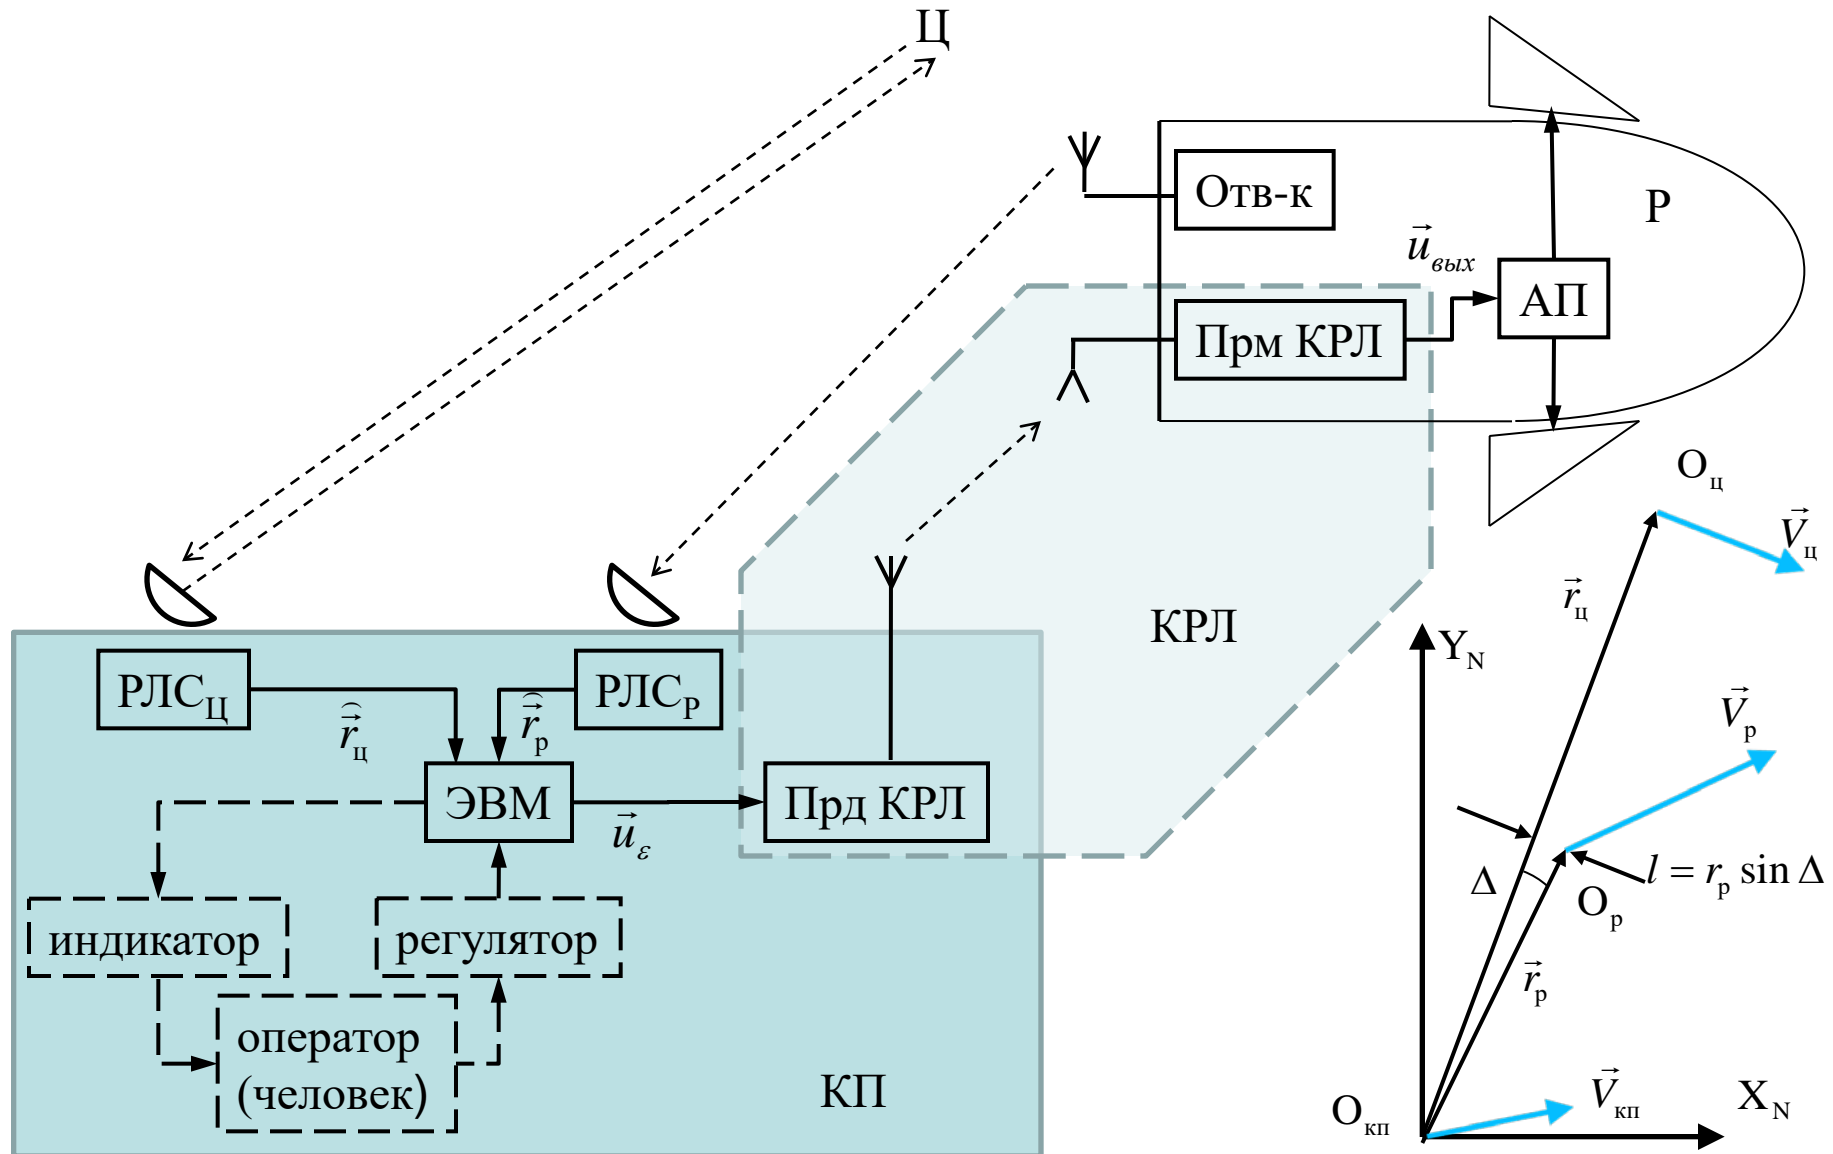 Ц
Отв-к
Р
u⃗вых
АП
Прм КРЛ
Oц
V⃗ц
r⃗ц
КРЛ
YN
РЛСЦ
РЛСР
r⃗ц
r⃗р
V⃗р
ЭВМ
Прд КРЛ
u⃗ε
Δ
l = rр sin Δ
Oр
индикатор
регулятор
r⃗р
оператор
(человек)
КП
Oкп
V⃗кп
XN